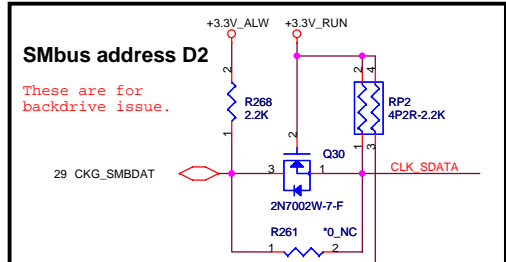 +3.3V_ALW +3.3V_RUN
SMbus address D2
These are for
backdrive issue.
2 2 4
R268 RP2
2.2K 4P2R-2.2K
1 2 1 3
Q30
29 CKG_SMBDAT 3 1 CLK_SDATA
2N7002W-7-F
R261 *0_NC
1 2